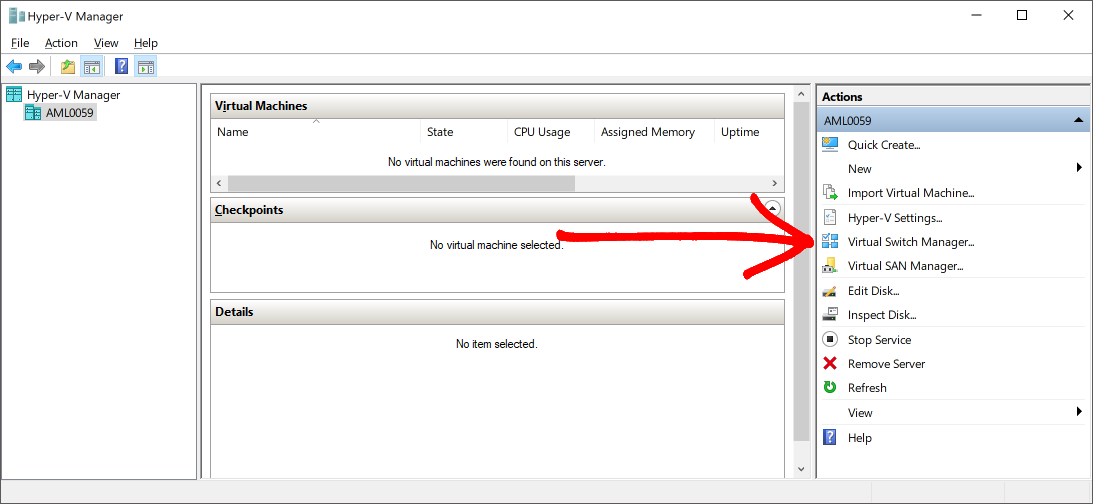 Hyper-V Manager
File Action View Help
Hyper-V Manager
AML0059
Virtual Machines
Name State CPU Usage Assigned Memory Uptime
No virtual machines were found on this server.
Checkpoints
No virtual machine selected.
Details
No item selected.
Actions
AML0059
Quick Create...
New
Import Virtual Machine...
Hyper-V Settings...
Virtual Switch Manager...
Virtual SAN Manager...
Edit Disk...
Inspect Disk...
Stop Service
Remove Server
Refresh
View
Help